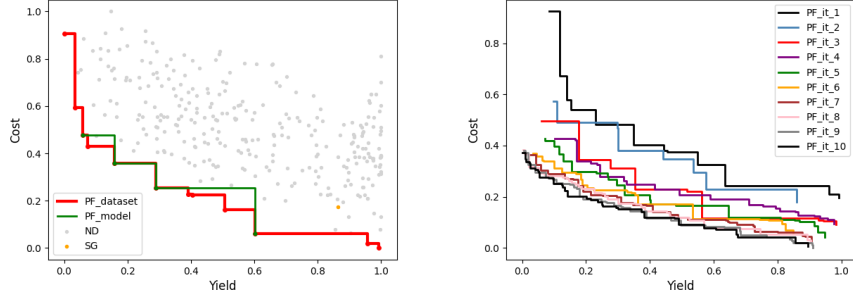 1.0
0.8
0.6
0.4
0.2
0.0
Cost
PF_dataset
PF_model
ND
SG
0.0 0.2 0.4 0.6 0.8 1.0
Yield
0.8
0.6
0.4
0.2
0.0
Cost
PF_it_1
PF_it_2
PF_it_3
PF_it_4
PF_it_5
PF_it_6
PF_it_7
PF_it_8
PF_it_9
PF_it_10
0.0 0.2 0.4 0.6 0.8 1.0
Yield